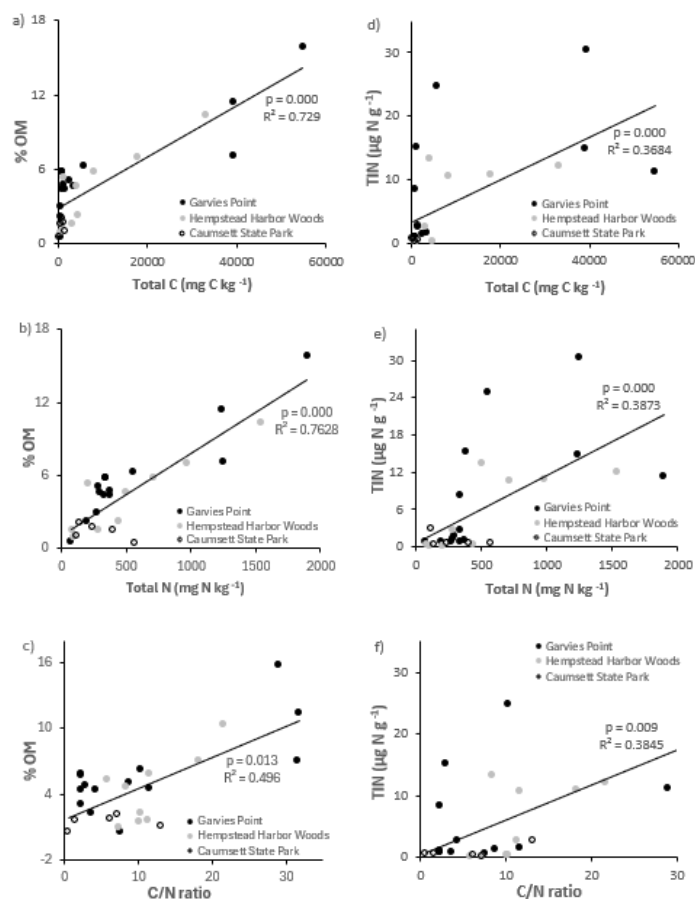 a)
18
12
6
0
% OM
p = 0.000
R² = 0.729
Garvies Point
Hempstead Harbor Woods
Caumsett State Park
0 20000 40000 60000
Total C (mg C kg⁻¹)
d)
30
20
10
0
TIN (µg N g⁻¹)
p = 0.000
R² = 0.3684
Garvies Point
Hempstead Harbor Woods
Caumsett State Park
0 20000 40000 60000
Total C (mg C kg⁻¹)
b)
18
12
6
0
% OM
p = 0.000
R² = 0.7628
Garvies Point
Hempstead Harbor Woods
Caumsett State Park
0 500 1000 1500 2000
Total N (mg N kg⁻¹)
e)
36
30
24
18
12
6
0
TIN (µg N g⁻¹)
p = 0.000
R² = 0.3873
Garvies Point
Hempstead Harbor Woods
Caumsett State Park
0 500 1000 1500 2000
Total N (mg N kg⁻¹)
c)
16
10
4
-2
% OM
p = 0.013
R² = 0.496
Garvies Point
Hempstead Harbor Woods
Caumsett State Park
0 10 20 30
C/N ratio
f)
30
20
10
0
TIN (µg N g⁻¹)
Garvies Point
Hempstead Harbor Woods
Caumsett State Park
p = 0.009
R² = 0.3845
0 10 20 30
C/N ratio